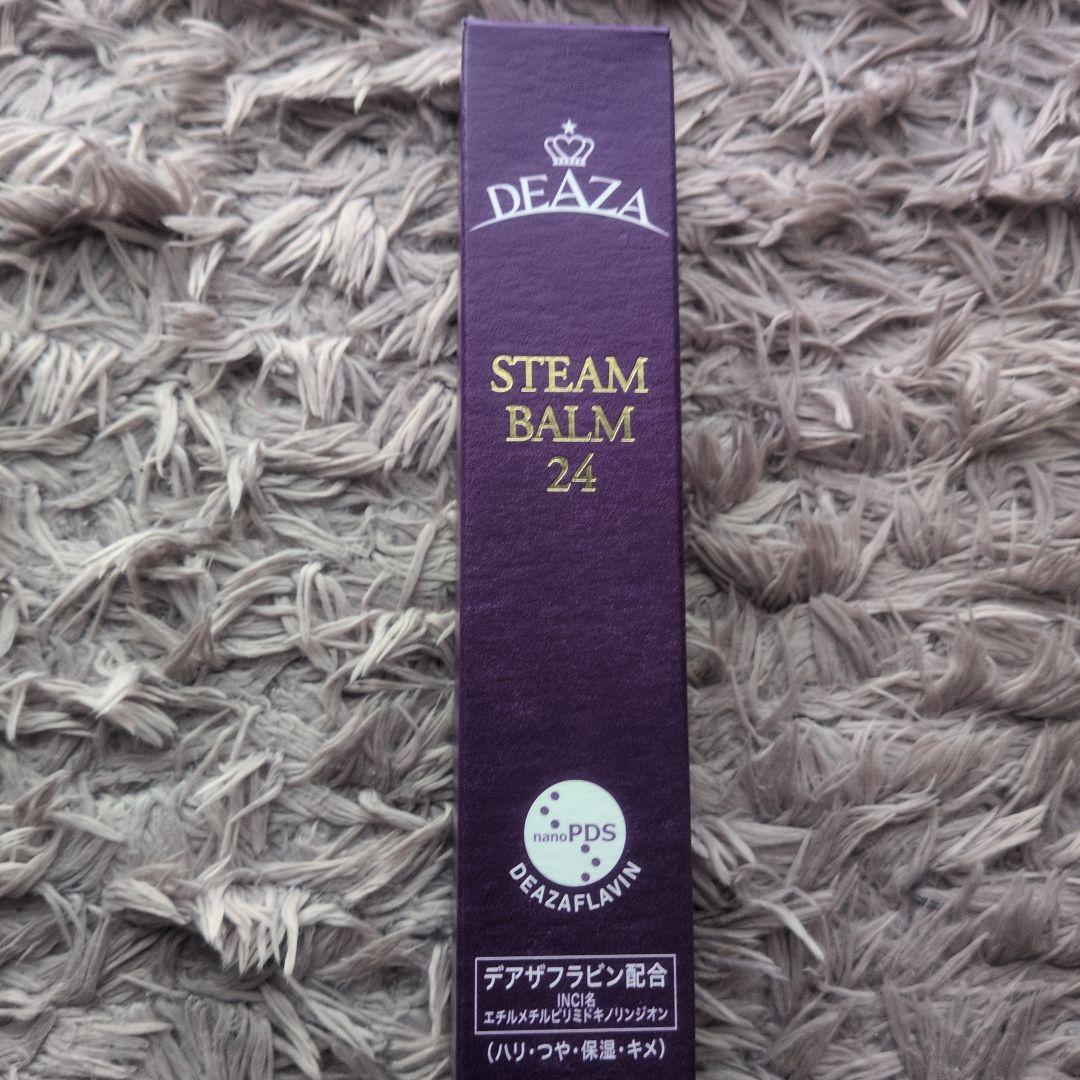 DEAZA
STEAM
BALM
24
nanoPDS
DEAZAFLAVIN
デアザフラビン配合
INCI名
エチルメチルピリミドキノリンジオン
(ハリ・つや・保湿・キメ)